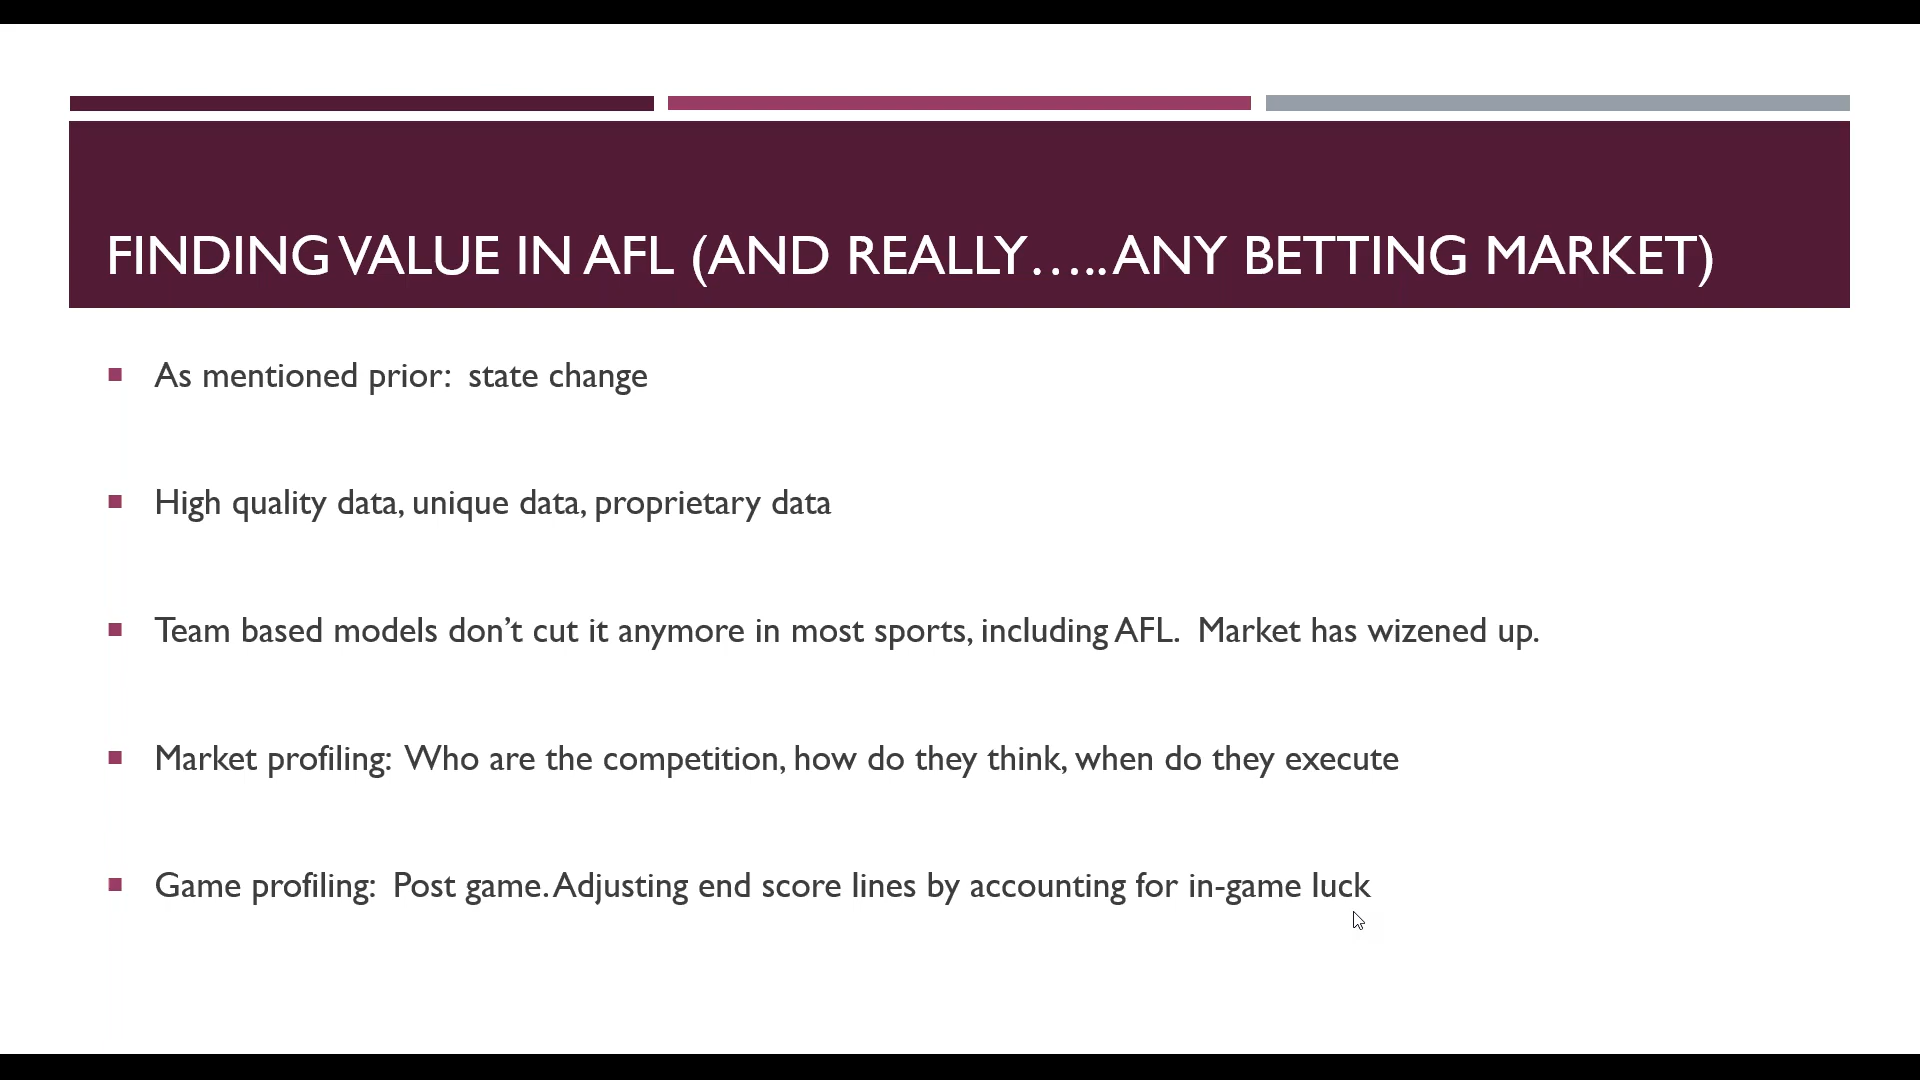 FINDING VALUE IN AFL (AND REALLY…..ANY BETTING MARKET)
As mentioned prior:  state change
High quality data, unique data, proprietary data
Team based models don’t cut it anymore in most sports, including AFL.  Market has wizened up.
Market profiling:  Who are the competition, how do they think, when do they execute
Game profiling:  Post game. Adjusting end score lines by accounting for in-game luck